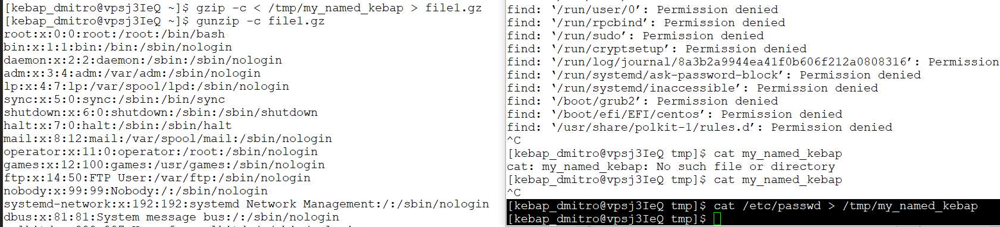 [kebap_dmitro@vpsj3IeQ ~]$ gzip -c < /tmp/my_named_kebap > file1.gz
[kebap_dmitro@vpsj3IeQ ~]$ gunzip -c file1.gz
root:x:0:0:root:/root:/bin/bash
bin:x:1:1:bin:/bin:/sbin/nologin
daemon:x:2:2:daemon:/sbin:/sbin/nologin
adm:x:3:4:adm:/var/adm:/sbin/nologin
lp:x:4:7:lp:/var/spool/lpd:/sbin/nologin
sync:x:5:0:sync:/sbin:/bin/sync
shutdown:x:6:0:shutdown:/sbin:/sbin/shutdown
halt:x:7:0:halt:/sbin:/sbin/halt
mail:x:8:12:mail:/var/spool/mail:/sbin/nologin
operator:x:11:0:operator:/root:/sbin/nologin
games:x:12:100:games:/usr/games:/sbin/nologin
ftp:x:14:50:FTP User:/var/ftp:/sbin/nologin
nobody:x:99:99:Nobody:/:/sbin/nologin
systemd-network:x:192:192:systemd Network Management:/:/sbin/nologin
dbus:x:81:81:System message bus:/:/sbin/nologin
find: ‘/run/user/0’: Permission denied
find: ‘/run/rpcbind’: Permission denied
find: ‘/run/sudo’: Permission denied
find: ‘/run/cryptsetup’: Permission denied
find: ‘/run/log/journal/8a3b2a9944ea41f0b606f212a0808316’: Permission
find: ‘/run/systemd/ask-password-block’: Permission denied
find: ‘/run/systemd/inaccessible’: Permission denied
find: ‘/boot/grub2’: Permission denied
find: ‘/boot/efi/EFI/centos’: Permission denied
find: ‘/usr/share/polkit-1/rules.d’: Permission denied
^C
[kebap_dmitro@vpsj3IeQ tmp]$ cat my_named_kebap
cat: my_named_kebap: No such file or directory
[kebap_dmitro@vpsj3IeQ tmp]$ cat my_named_kebap
^C
[kebap_dmitro@vpsj3IeQ tmp]$ cat /etc/passwd > /tmp/my_named_kebap
[kebap_dmitro@vpsj3IeQ tmp]$